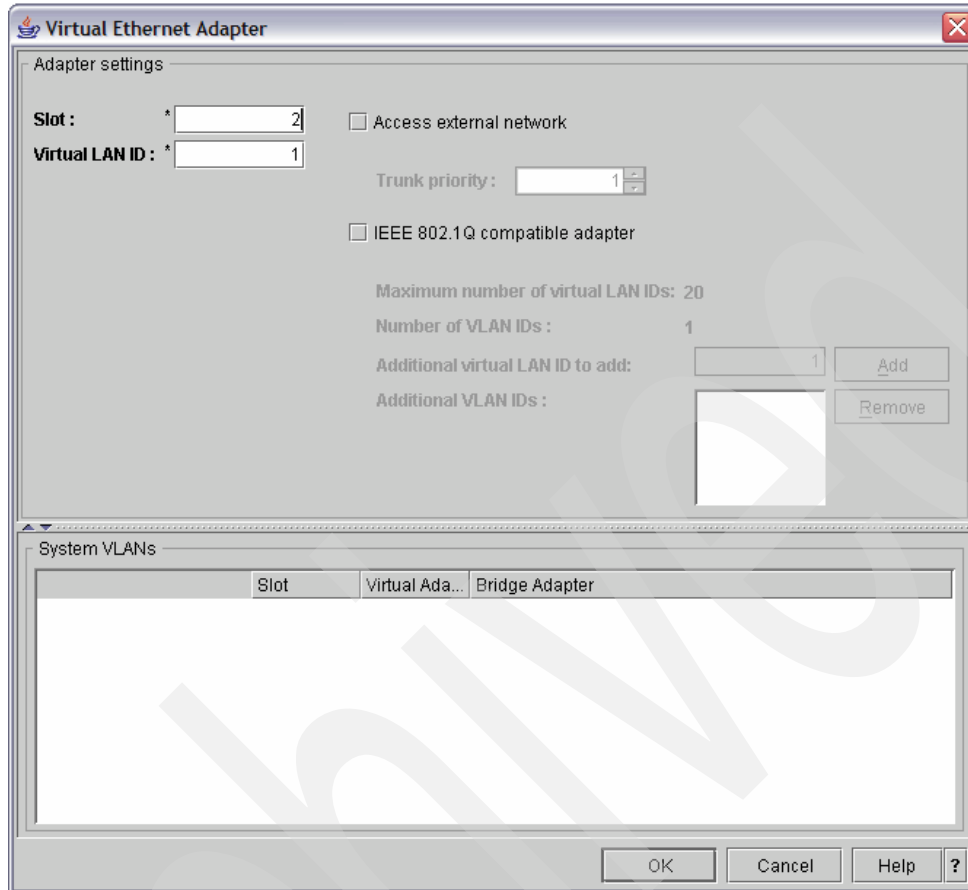 Virtual Ethernet Adapter
Adapter settings
Slot : * 2
Access external network
Virtual LAN ID : * 1
Trunk priority : 1
IEEE 802.1Q compatible adapter
Maximum number of virtual LAN IDs: 20
Number of VLAN IDs : 1
Additional virtual LAN ID to add: 1 Add
Additional VLAN IDs : Remove
System VLANs
Slot Virtual Ada... Bridge Adapter
OK Cancel Help ?